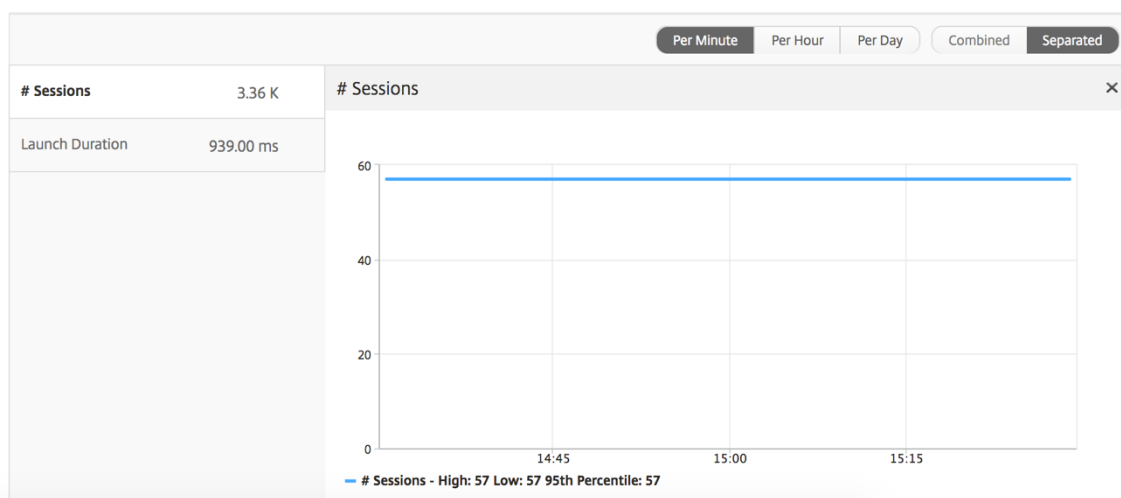 Per Minute Per Hour Per Day Combined Separated
# Sessions 3.36 K
Launch Duration 939.00 ms
# Sessions ×
60
40
20
0
14:45 15:00 15:15
# Sessions - High: 57 Low: 57 95th Percentile: 57